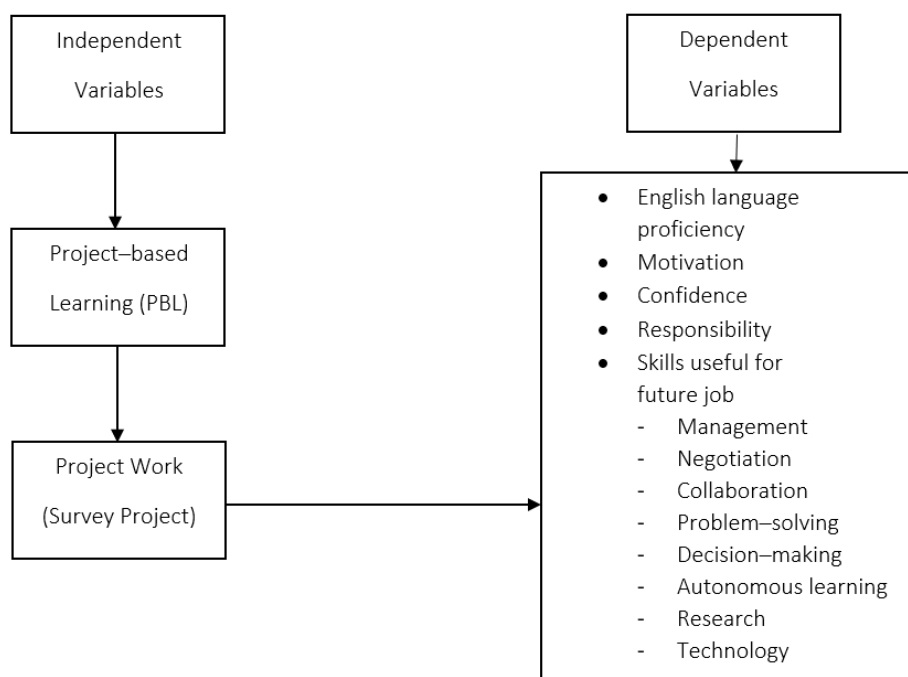 Independent
Variables
Project–based
Learning (PBL)
Project Work
(Survey Project)
Dependent
Variables
● English language
proficiency
● Motivation
● Confidence
● Responsibility
● Skills useful for
future job
- Management
- Negotiation
- Collaboration
- Problem–solving
- Decision–making
- Autonomous learning
- Research
- Technology